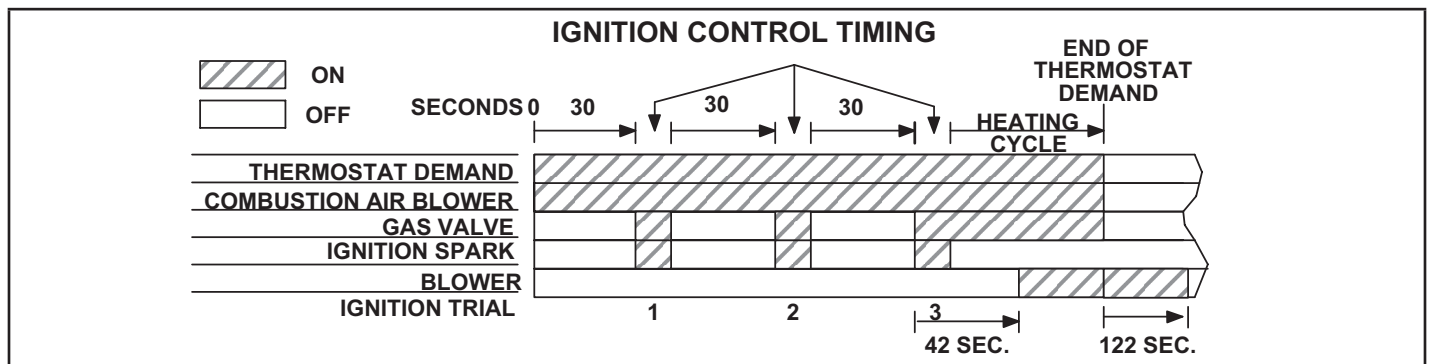 IGNITION CONTROL TIMING
ON
OFF
SECONDS 0 30 30 30
END OF
THERMOSTAT
DEMAND
HEATING
CYCLE
THERMOSTAT DEMAND
COMBUSTION AIR BLOWER
GAS VALVE
IGNITION SPARK
BLOWER
IGNITION TRIAL 1 2 3
42 SEC. 122 SEC.